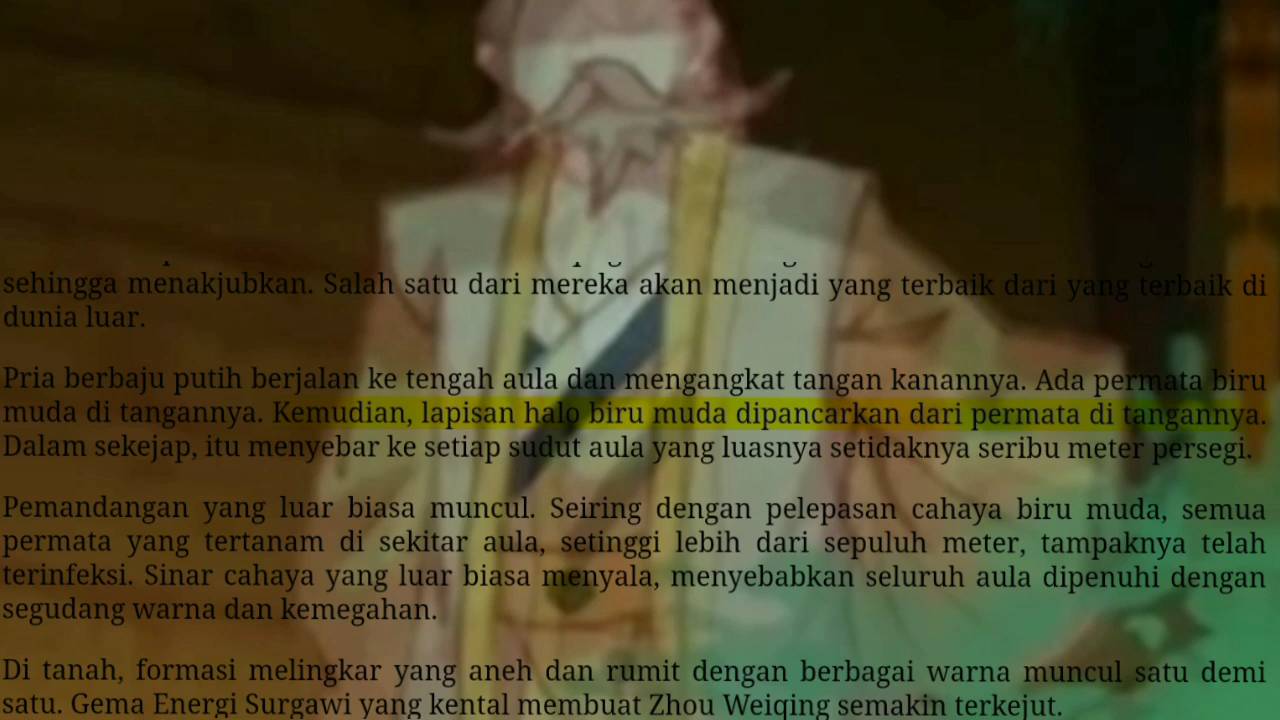 sehingga menakjubkan. Salah satu dari mereka akan menjadi yang terbaik dari yang terbaik di
dunia luar.
Pria berbaju putih berjalan ke tengah aula dan mengangkat tangan kanannya. Ada permata biru
muda di tangannya. Kemudian, lapisan halo biru muda dipancarkan dari permata di tangannya.
Dalam sekejap, itu menyebar ke setiap sudut aula yang luasnya setidaknya seribu meter persegi.
Pemandangan yang luar biasa muncul. Seiring dengan pelepasan cahaya biru muda, semua
permata yang tertanam di sekitar aula, setinggi lebih dari sepuluh meter, tampaknya telah
terinfeksi. Sinar cahaya yang luar biasa menyala, menyebabkan seluruh aula dipenuhi dengan
segudang warna dan kemegahan.
Di tanah, formasi melingkar yang aneh dan rumit dengan berbagai warna muncul satu demi
satu. Gema Energi Surgawi yang kental membuat Zhou Weiqing semakin terkejut.